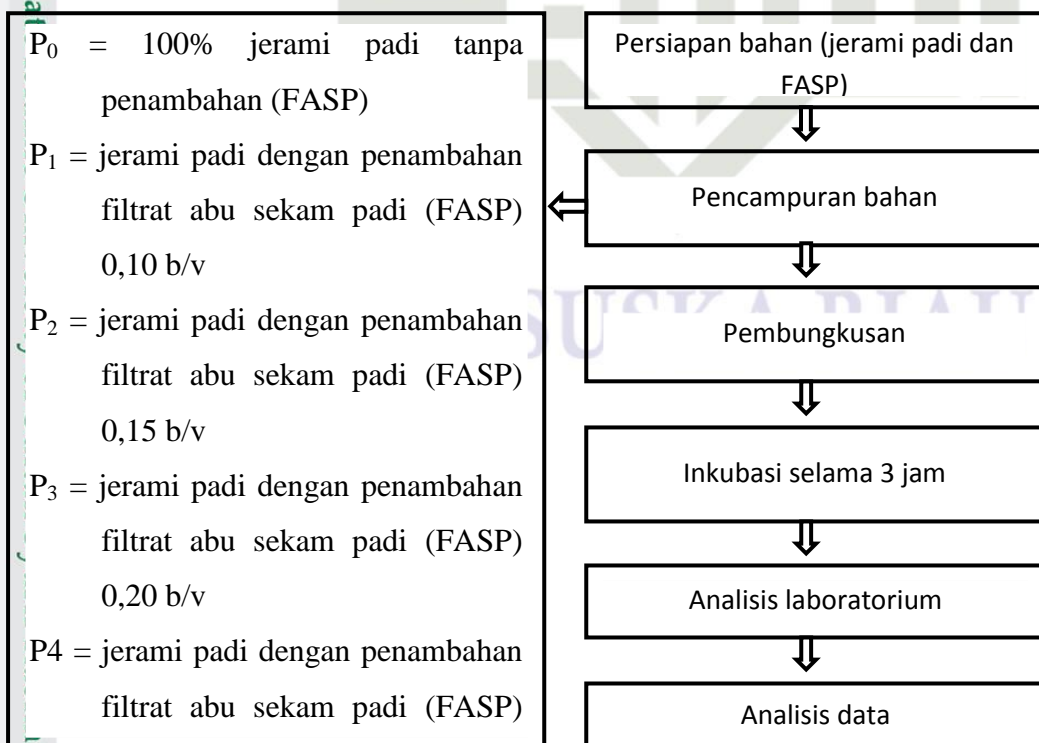 P₀ = 100% jerami padi tanpa
penambahan (FASP)
P₁ = jerami padi dengan penambahan
filtrat abu sekam padi (FASP)
0,10 b/v
P₂ = jerami padi dengan penambahan
filtrat abu sekam padi (FASP)
0,15 b/v
P₃ = jerami padi dengan penambahan
filtrat abu sekam padi (FASP)
0,20 b/v
P4 = jerami padi dengan penambahan
filtrat abu sekam padi (FASP)
Persiapan bahan (jerami padi dan
FASP)
Pencampuran bahan
Pembungkusan
Inkubasi selama 3 jam
Analisis laboratorium
Analisis data
SUSKA RIAU